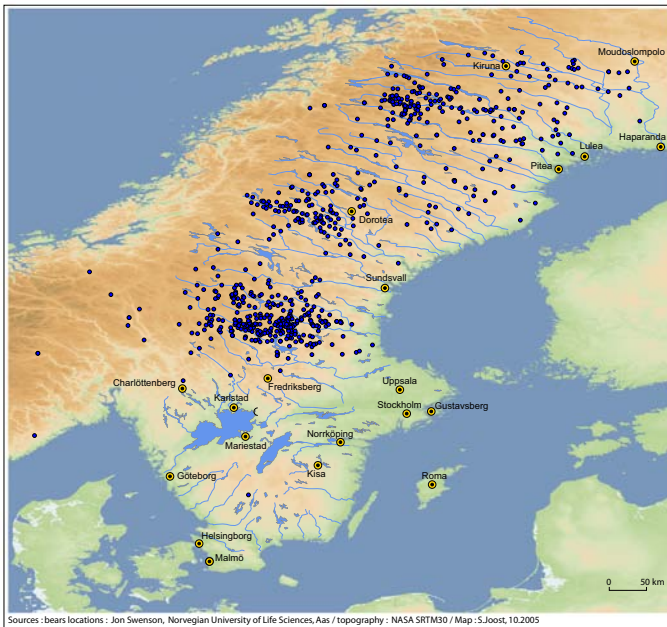 Moudoslompolo
Kiruna
Haparanda
Lulea
Pitea
Dorotea
Sundsvall
Charlöttenberg
Fredriksberg
Uppsala
Karlstad
C
Stockholm
Gustavsberg
Mariestad
Norrköping
Göteborg
Kisa
Roma
Helsingborg
Malmö
0 50 km
Sources : bears locations : Jon Swenson, Norwegian University of Life Sciences, Aas / topography : NASA SRTM30 / Map : S.Joost, 10.2005